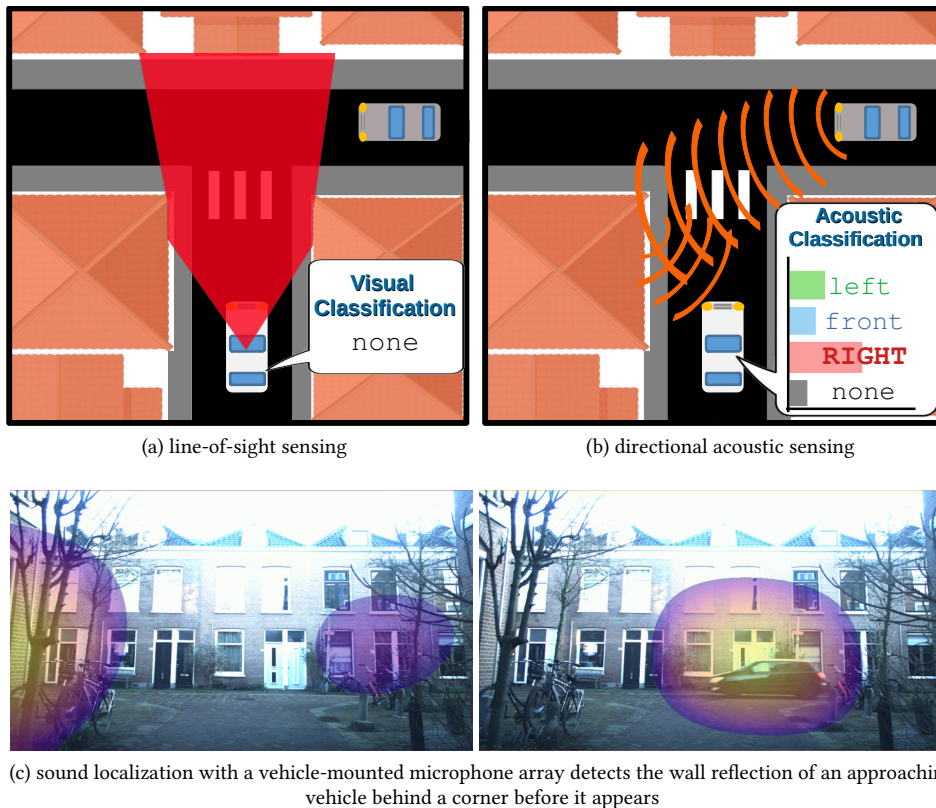 Visual
Classification
none
Acoustic
Classification
left
front
RIGHT
none
(a) line-of-sight sensing
(b) directional acoustic sensing
(c) sound localization with a vehicle-mounted microphone array detects the wall reflection of an approachin
vehicle behind a corner before it appears